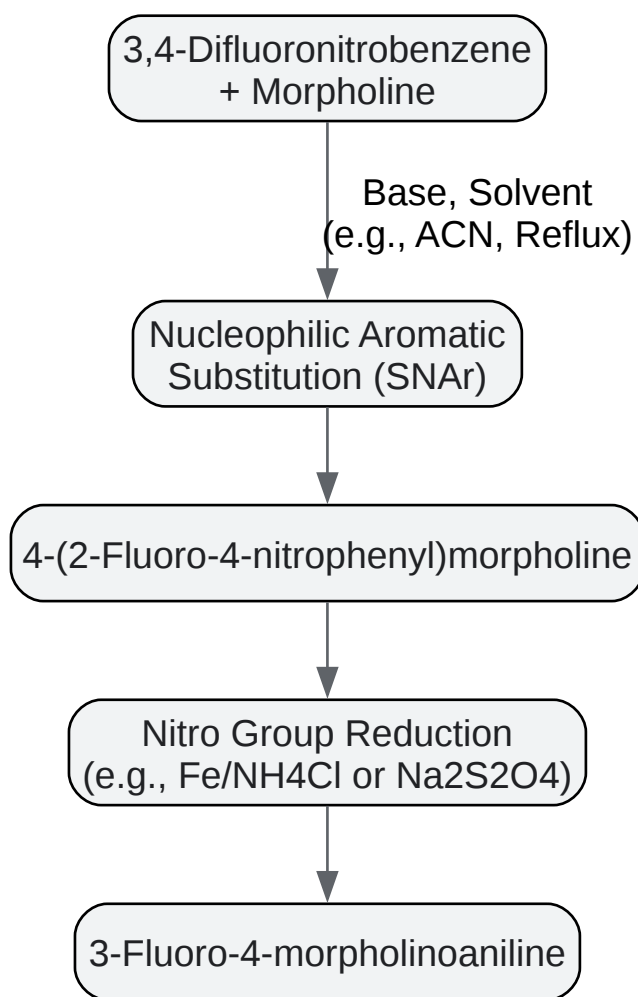 3,4-Difluoronitrobenzene
+ Morpholine
Base, Solvent
(e.g., ACN, Reflux)
Nucleophilic Aromatic
Substitution (SNAr)
4-(2-Fluoro-4-nitrophenyl)morpholine
Nitro Group Reduction
(e.g., Fe/NH4Cl or Na2S2O4)
3-Fluoro-4-morpholinoaniline